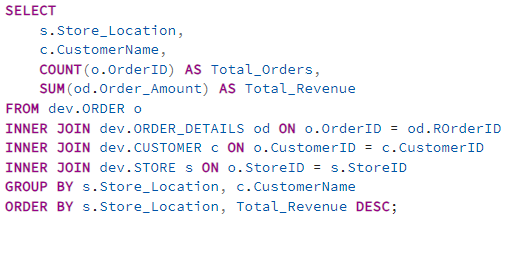 SELECT
    s.Store_Location,
    c.CustomerName,
    COUNT(o.OrderID) AS Total_Orders,
    SUM(od.Order_Amount) AS Total_Revenue
FROM dev.ORDER o
INNER JOIN dev.ORDER_DETAILS od ON o.OrderID = od.ROrderID
INNER JOIN dev.CUSTOMER c ON o.CustomerID = c.CustomerID
INNER JOIN dev.STORE s ON o.StoreID = s.StoreID
GROUP BY s.Store_Location, c.CustomerName
ORDER BY s.Store_Location, Total_Revenue DESC;